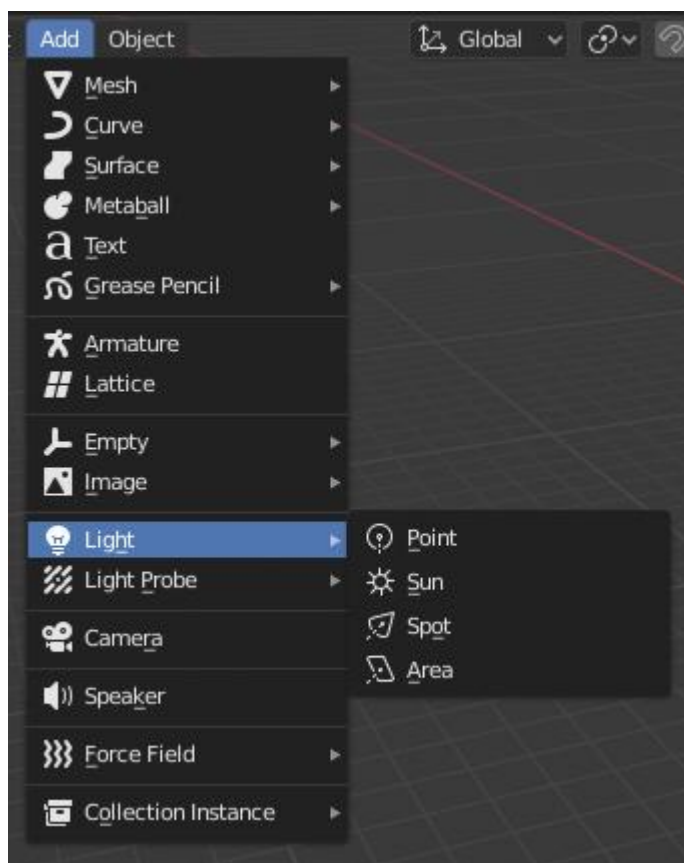 Add Object Global
Mesh
Curve
Surface
Metaball
Text
Grease Pencil
Armature
Lattice
Empty
Image
Light
Light Probe
Camera
Speaker
Force Field
Collection Instance
Point
Sun
Spot
Area